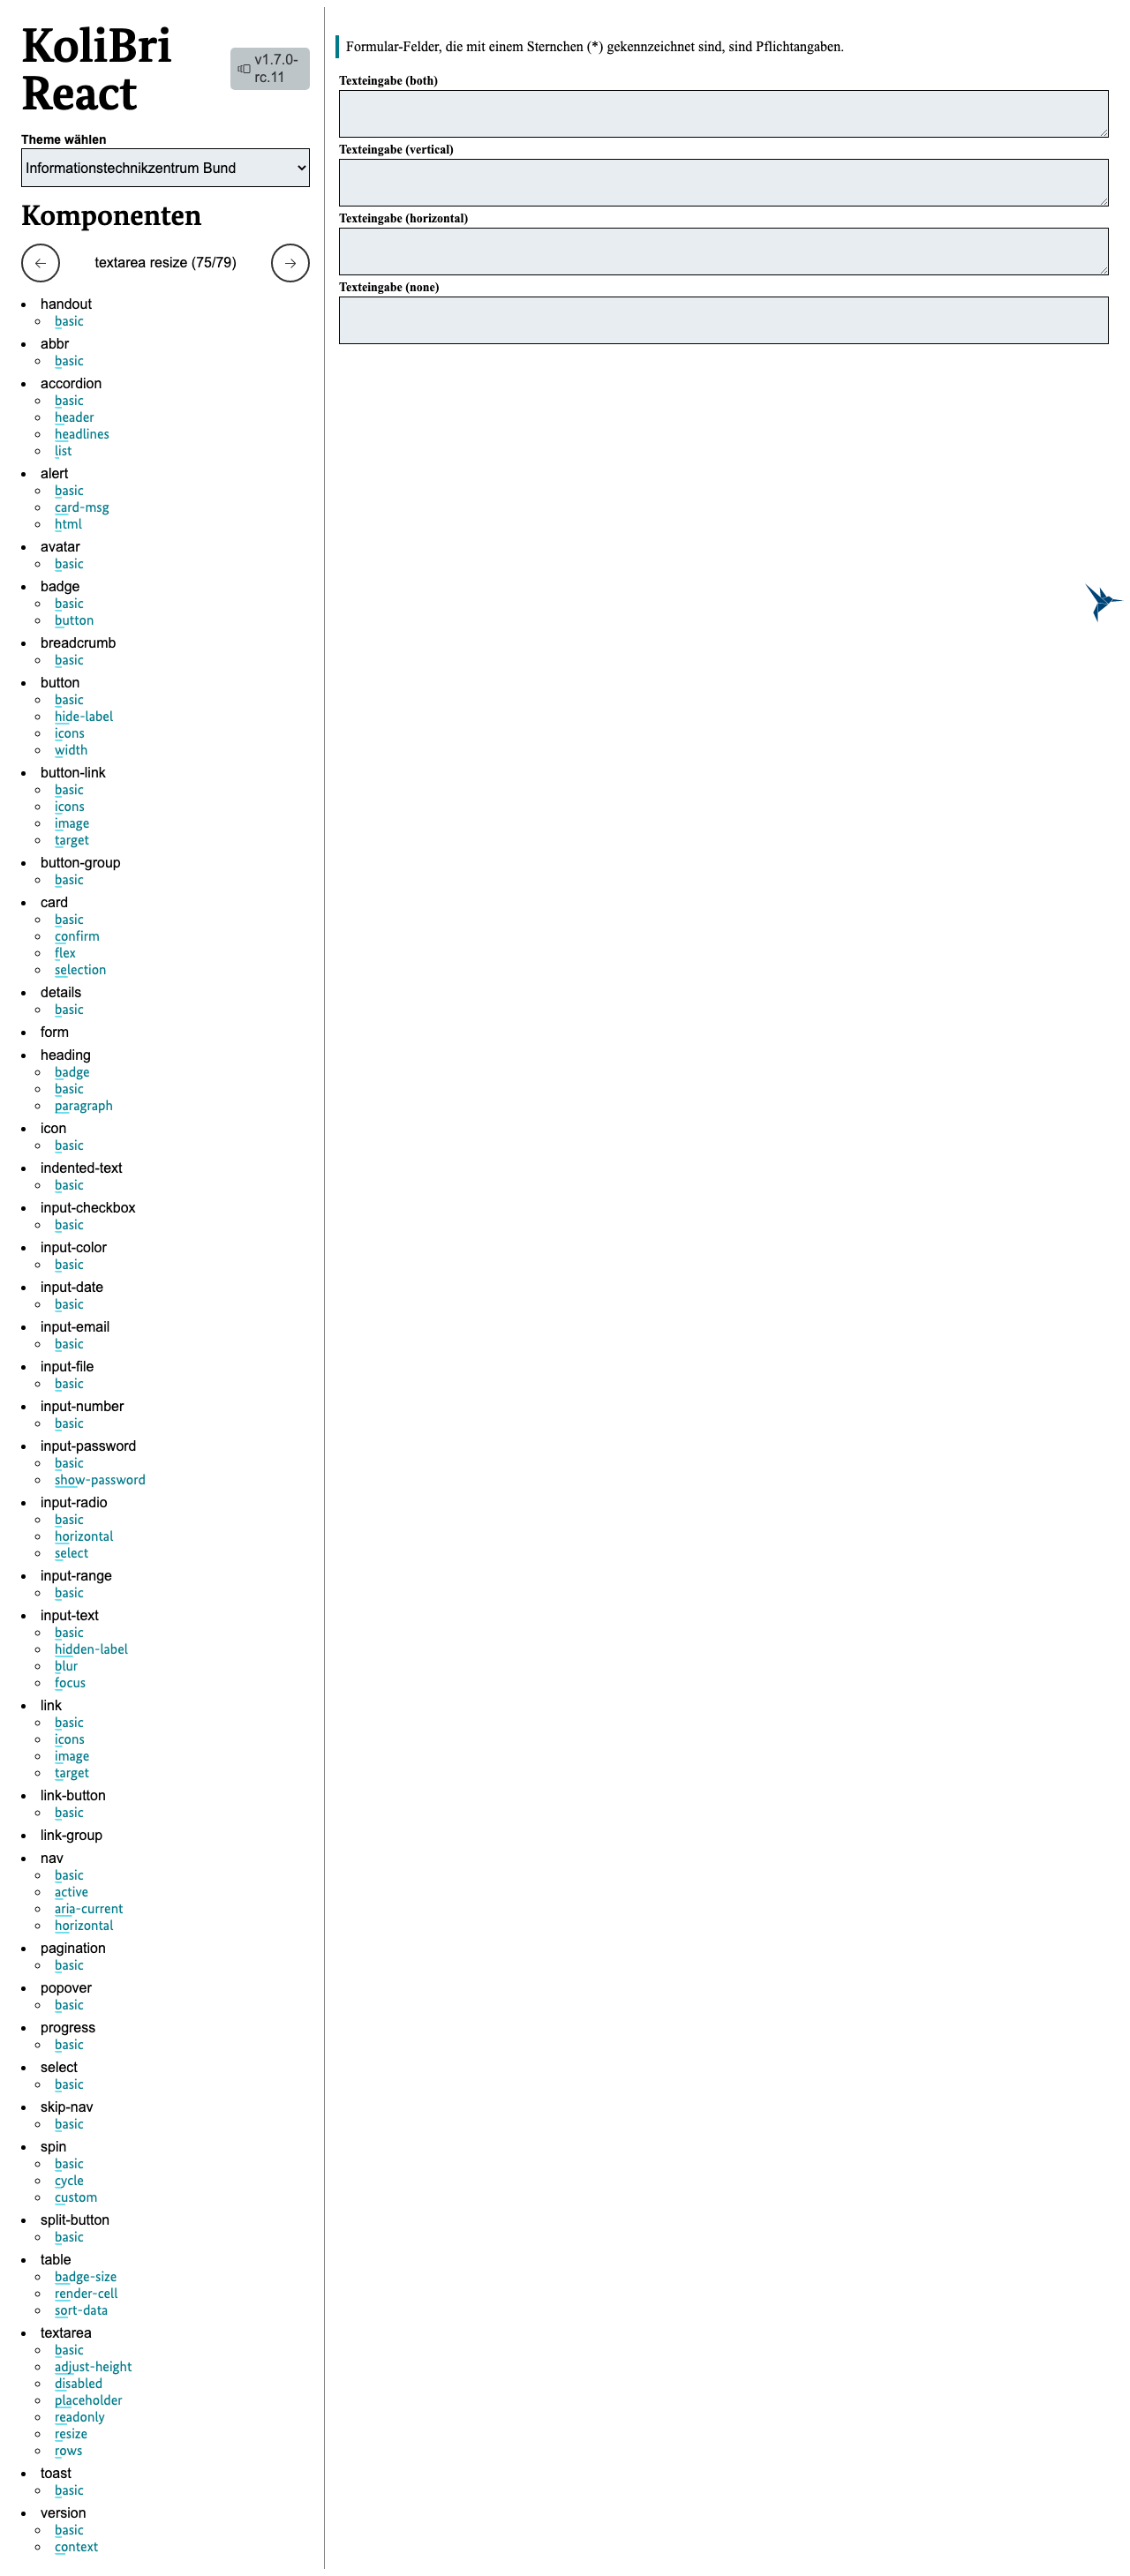 KoliBri
React
v1.7.0-
rc.11
Theme wählen
Informationstechnikzentrum Bund
Komponenten
textarea resize (75/79)
handout
basic
abbr
basic
accordion
basic
header
headlines
list
alert
basic
card-msg
html
avatar
basic
badge
basic
button
breadcrumb
basic
button
basic
hide-label
icons
width
button-link
basic
icons
image
target
button-group
basic
card
basic
confirm
flex
selection
details
basic
form
heading
badge
basic
paragraph
icon
basic
indented-text
basic
input-checkbox
basic
input-color
basic
input-date
basic
input-email
basic
input-file
basic
input-number
basic
input-password
basic
show-password
input-radio
basic
horizontal
select
input-range
basic
input-text
basic
hidden-label
blur
focus
link
basic
icons
image
target
link-button
basic
link-group
nav
basic
active
aria-current
horizontal
pagination
basic
popover
basic
progress
basic
select
basic
skip-nav
basic
spin
basic
cycle
custom
split-button
basic
table
badge-size
render-cell
sort-data
textarea
basic
adjust-height
disabled
placeholder
readonly
resize
rows
toast
basic
version
basic
context
Formular-Felder, die mit einem Sternchen (*) gekennzeichnet sind, sind Pflichtangaben.
Texteingabe (both)
Texteingabe (vertical)
Texteingabe (horizontal)
Texteingabe (none)